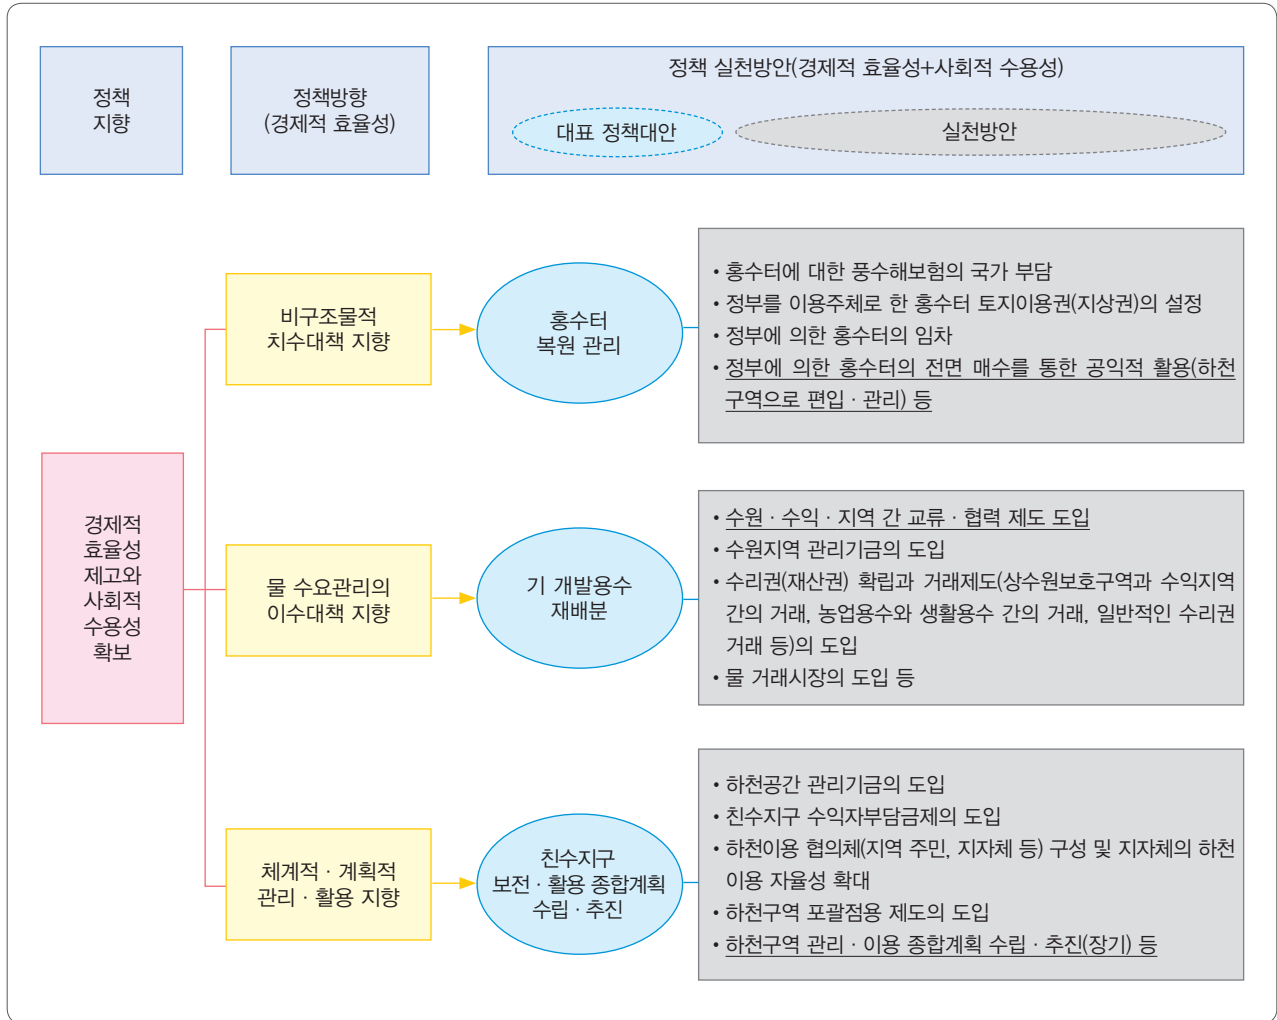 정책
지향
정책방향
(경제적 효율성)
정책 실천방안(경제적 효율성+사회적 수용성)
대표 정책대안
실천방안
경제적
효율성
제고와
사회적
수용성
확보
비구조물적
치수대책 지향
홍수터
복원 관리
• 홍수터에 대한 풍수해보험의 국가 부담
• 정부를 이용주체로 한 홍수터 토지이용권(지상권)의 설정
• 정부에 의한 홍수터의 임차
• 정부에 의한 홍수터의 전면 매수를 통한 공익적 활용(하천
구역으로 편입 · 관리) 등
물 수요관리의
이수대책 지향
기 개발용수
재배분
• 수원 · 수익 · 지역 간 교류 · 협력 제도 도입
• 수원지역 관리기금의 도입
• 수리권(재산권) 확립과 거래제도(상수원보호구역과 수익지역
간의 거래, 농업용수와 생활용수 간의 거래, 일반적인 수리권
거래 등)의 도입
• 물 거래시장의 도입 등
체계적 · 계획적
관리 · 활용 지향
친수지구
보전 · 활용 종합계획
수립 · 추진
• 하천공간 관리기금의 도입
• 친수지구 수익자부담금제의 도입
• 하천이용 협의체(지역 주민, 지자체 등) 구성 및 지자체의 하천
이용 자율성 확대
• 하천구역 포괄점용 제도의 도입
• 하천구역 관리 · 이용 종합계획 수립 · 추진(장기) 등